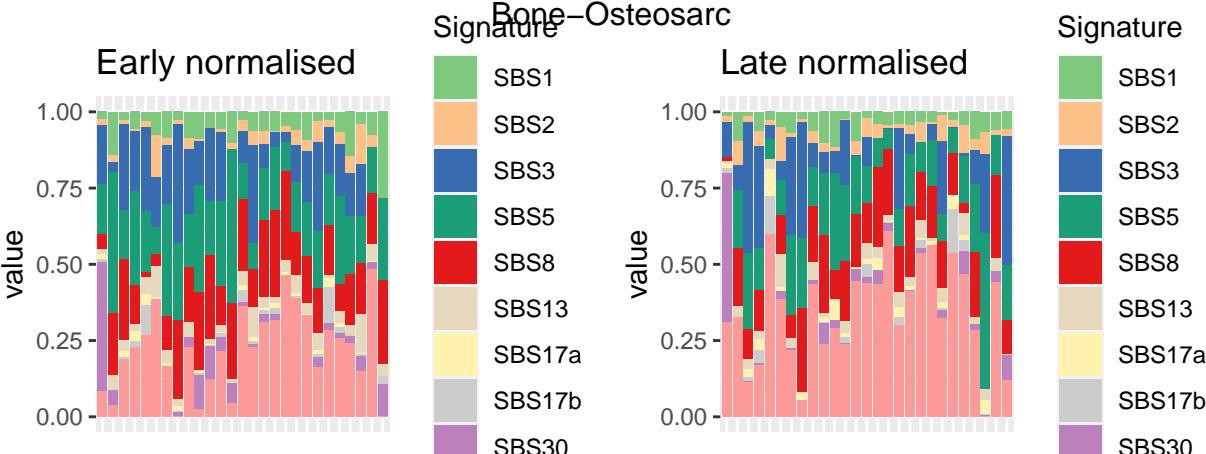 Bone−Osteosarc
Early normalised
value
1.00
0.75
0.50
0.25
0.00
Signature
SBS1
SBS2
SBS3
SBS5
SBS8
SBS13
SBS17a
SBS17b
SBS30
Late normalised
value
1.00
0.75
0.50
0.25
0.00
Signature
SBS1
SBS2
SBS3
SBS5
SBS8
SBS13
SBS17a
SBS17b
SBS30